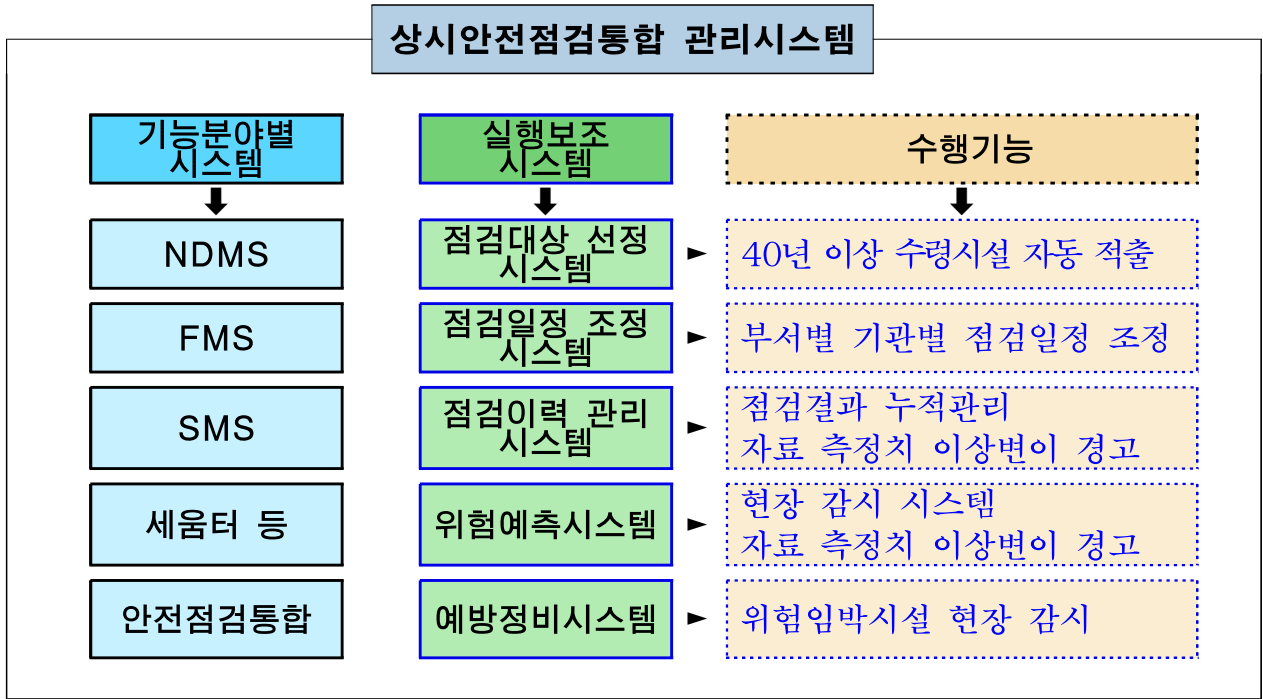 상시안전점검통합 관리시스템
기능분야별
시스템
실행보조
시스템
수행기능
NDMS
점검대상 선정
시스템
40년 이상 수령시설 자동 적출
FMS
점검일정 조정
시스템
부서별 기관별 점검일정 조정
SMS
점검이력 관리
시스템
점검결과 누적관리
자료 측정치 이상변이 경고
세움터 등
위험예측시스템
현장 감시 시스템
자료 측정치 이상변이 경고
안전점검통합
예방정비시스템
위험임박시설 현장 감시